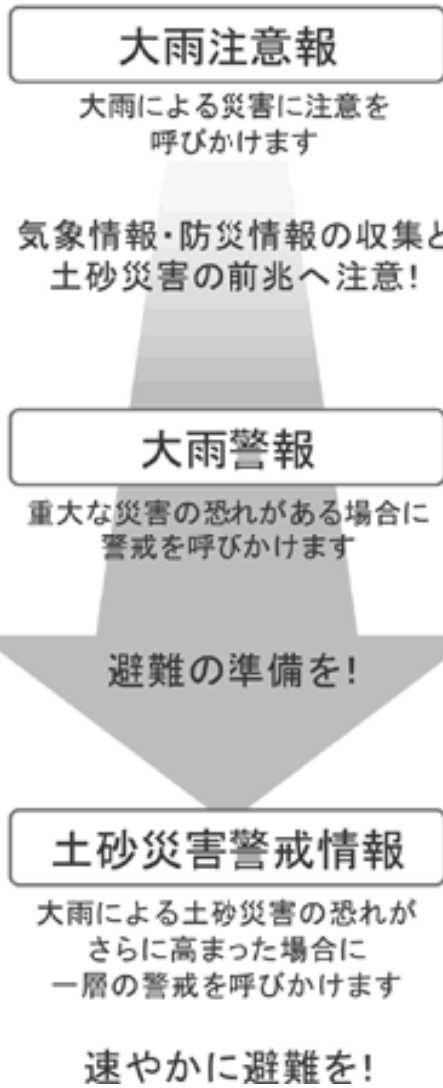 大雨注意報
大雨による災害に注意を
呼びかけます
気象情報・防災情報の収集と
土砂災害の前兆へ注意!
大雨警報
重大な災害の恐れがある場合に
警戒を呼びかけます
避難の準備を!
土砂災害警戒情報
大雨による土砂災害の恐れが
さらに高まった場合に
一層の警戒を呼びかけます
速やかに避難を!